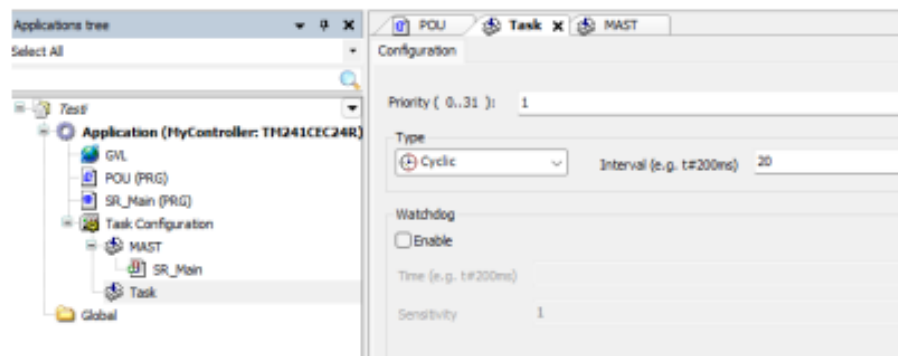 Applications tree
Select All
Test
Application (MyController: TM241CEC24R)
GVL
POU (PRG)
SR_Main (PRG)
Task Configuration
MAST
SR_Main
Task
Global
POU Task MAST
Configuration
Priority ( 0..31 ): 1
Type
Cyclic Interval (e.g. t#200ms) 20
Watchdog
Enable
Time (e.g. t#200ms)
Sensitivity 1